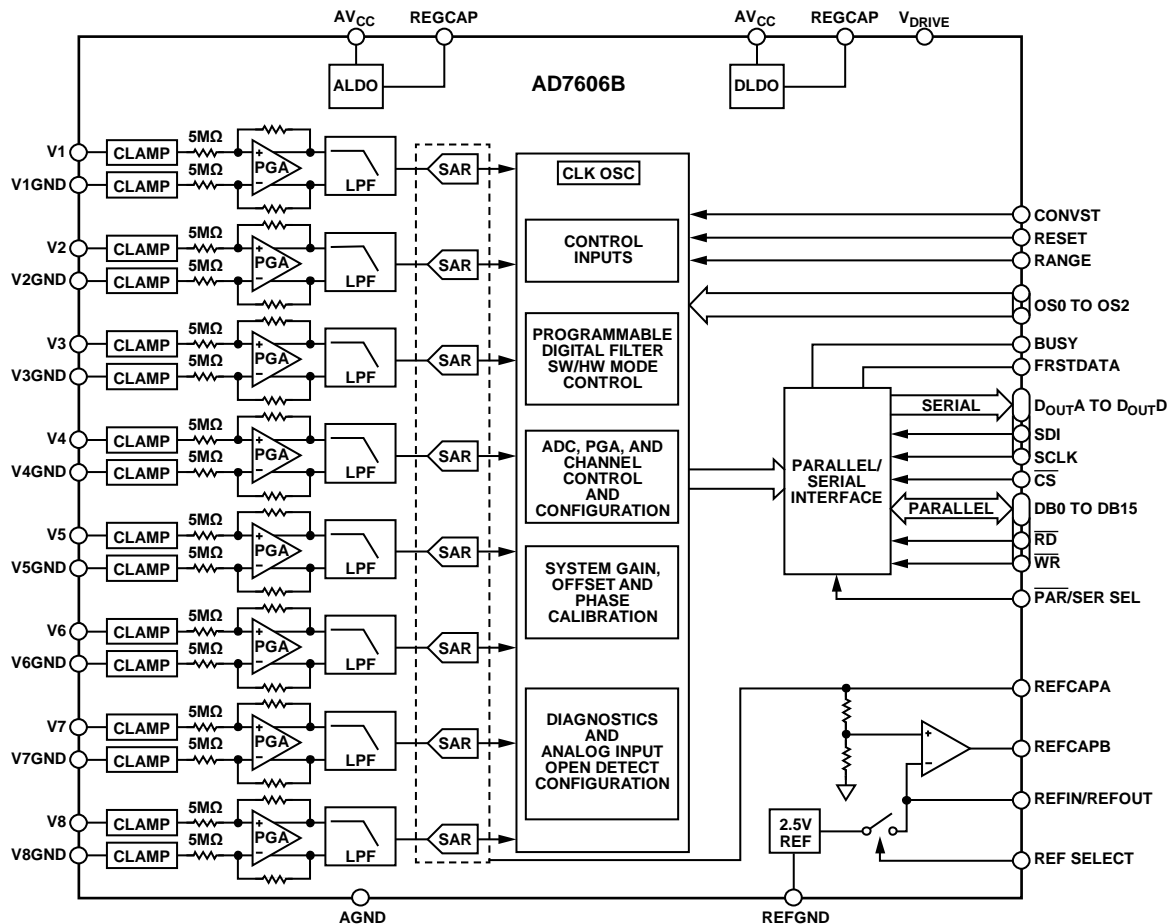 AVCC
REGCAP
AVCC
REGCAP
VDRIVE
ALDO
AD7606B
DLDO
V1
CLAMP
5MΩ
V1GND
CLAMP
5MΩ
+
PGA
−
LPF
SAR
V2
CLAMP
5MΩ
V2GND
CLAMP
5MΩ
+
PGA
−
LPF
SAR
V3
CLAMP
5MΩ
V3GND
CLAMP
5MΩ
+
PGA
−
LPF
SAR
V4
CLAMP
5MΩ
V4GND
CLAMP
5MΩ
+
PGA
−
LPF
SAR
V5
CLAMP
5MΩ
V5GND
CLAMP
5MΩ
+
PGA
−
LPF
SAR
V6
CLAMP
5MΩ
V6GND
CLAMP
5MΩ
+
PGA
−
LPF
SAR
V7
CLAMP
5MΩ
V7GND
CLAMP
5MΩ
+
PGA
−
LPF
SAR
V8
CLAMP
5MΩ
V8GND
CLAMP
5MΩ
+
PGA
−
LPF
SAR
CLK OSC
CONTROL
INPUTS
PROGRAMMABLE
DIGITAL FILTER
SW/HW MODE
CONTROL
ADC, PGA, AND
CHANNEL
CONTROL
AND
CONFIGURATION
SYSTEM GAIN,
OFFSET AND
PHASE
CALIBRATION
DIAGNOSTICS
AND
ANALOG INPUT
OPEN DETECT
CONFIGURATION
PARALLEL/
SERIAL
INTERFACE
SERIAL
PARALLEL
CONVST
RESET
RANGE
OS0 TO OS2
BUSY
FRSTDATA
DOUTA TO DOUTD
SDI
SCLK
CS
DB0 TO DB15
RD
WR
PAR/SER SEL
REFCAPA
+
−
REFCAPB
REFIN/REFOUT
2.5V
REF
REF SELECT
AGND
REFGND